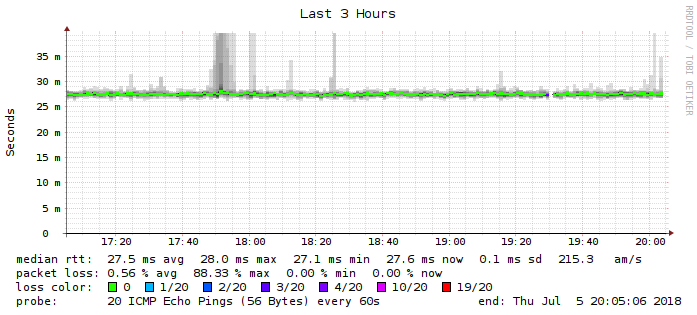 Last 3 Hours
RRDTOOL / TOBI OETIKER
Seconds
35 m
30 m
25 m
20 m
15 m
10 m
5 m
0
17:20 17:40 18:00 18:20 18:40 19:00 19:20 19:40 20:00
median rtt: 27.5 ms avg 28.0 ms max 27.1 ms min 27.6 ms now 0.1 ms sd 215.3 am/s
packet loss: 0.56 % avg 88.33 % max 0.00 % min 0.00 % now
loss color: 0 1/20 2/20 3/20 4/20 10/20 19/20
probe: 20 ICMP Echo Pings (56 Bytes) every 60s end: Thu Jul 5 20:05:06 2018